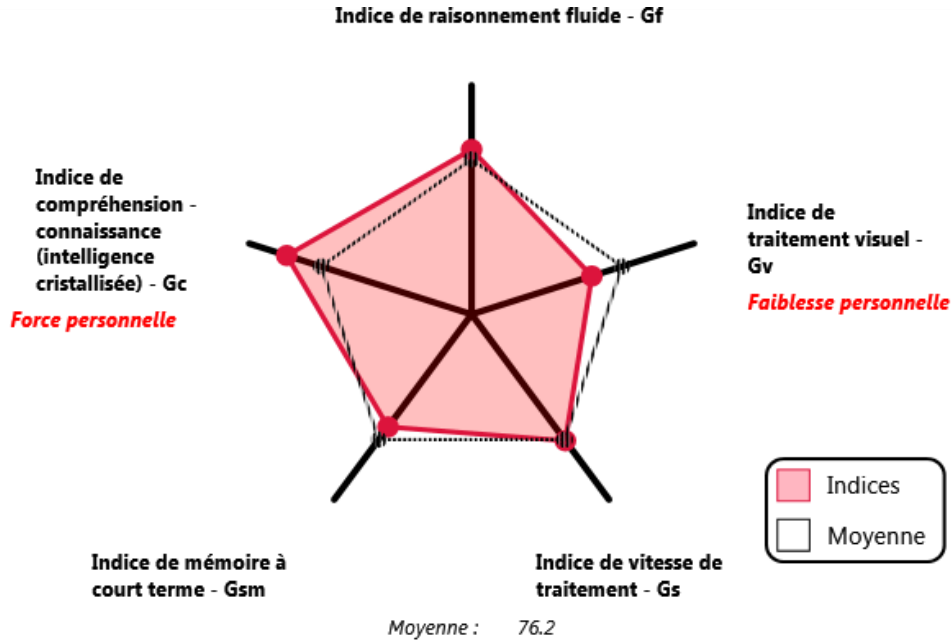 Indice de raisonnement fluide - Gf
Indice de
compréhension -
connaissance
(intelligence
cristallisée) - Gc
Force personnelle
Indice de
traitement visuel -
Gv
Faiblesse personnelle
Indices
Moyenne
Indice de mémoire à
court terme - Gsm
Indice de vitesse de
traitement - Gs
Moyenne : 76.2